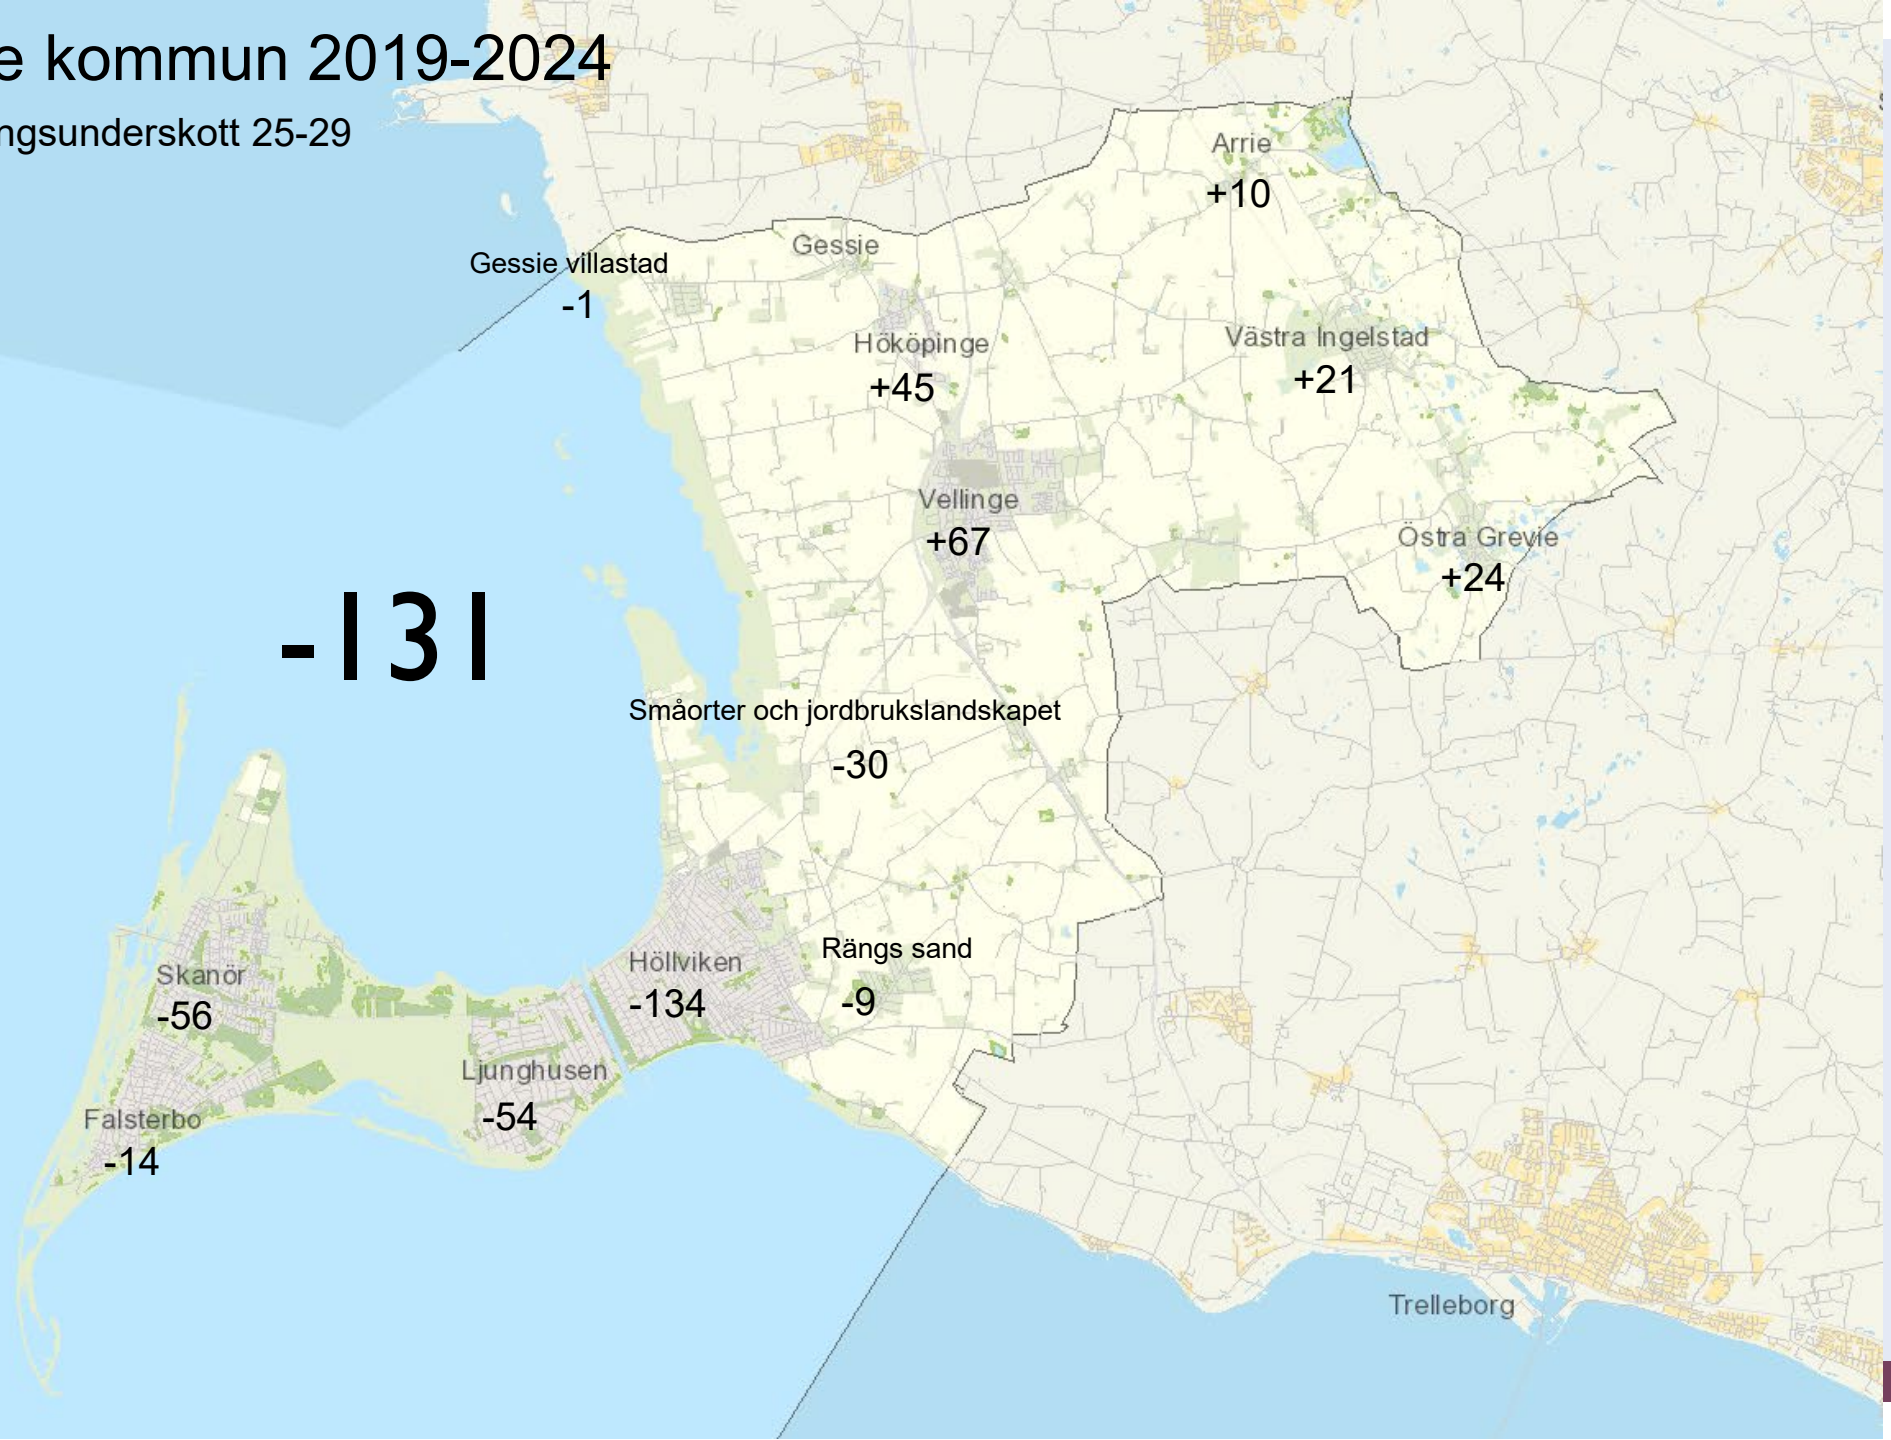 e kommun 2019-2024
ngsunderskott 25-29
Arrie
+10
Gessie
Gessie villastad
-1
Hököpinge
+45
Västra Ingelstad
+21
Vellinge
+67
Östra Grevie
+24
-131
Småorter och jordbrukslandskapet
-30
Rängs sand
-9
Höllviken
-134
Skanör
-56
Ljunghusen
-54
Falsterbo
-14
Trelleborg